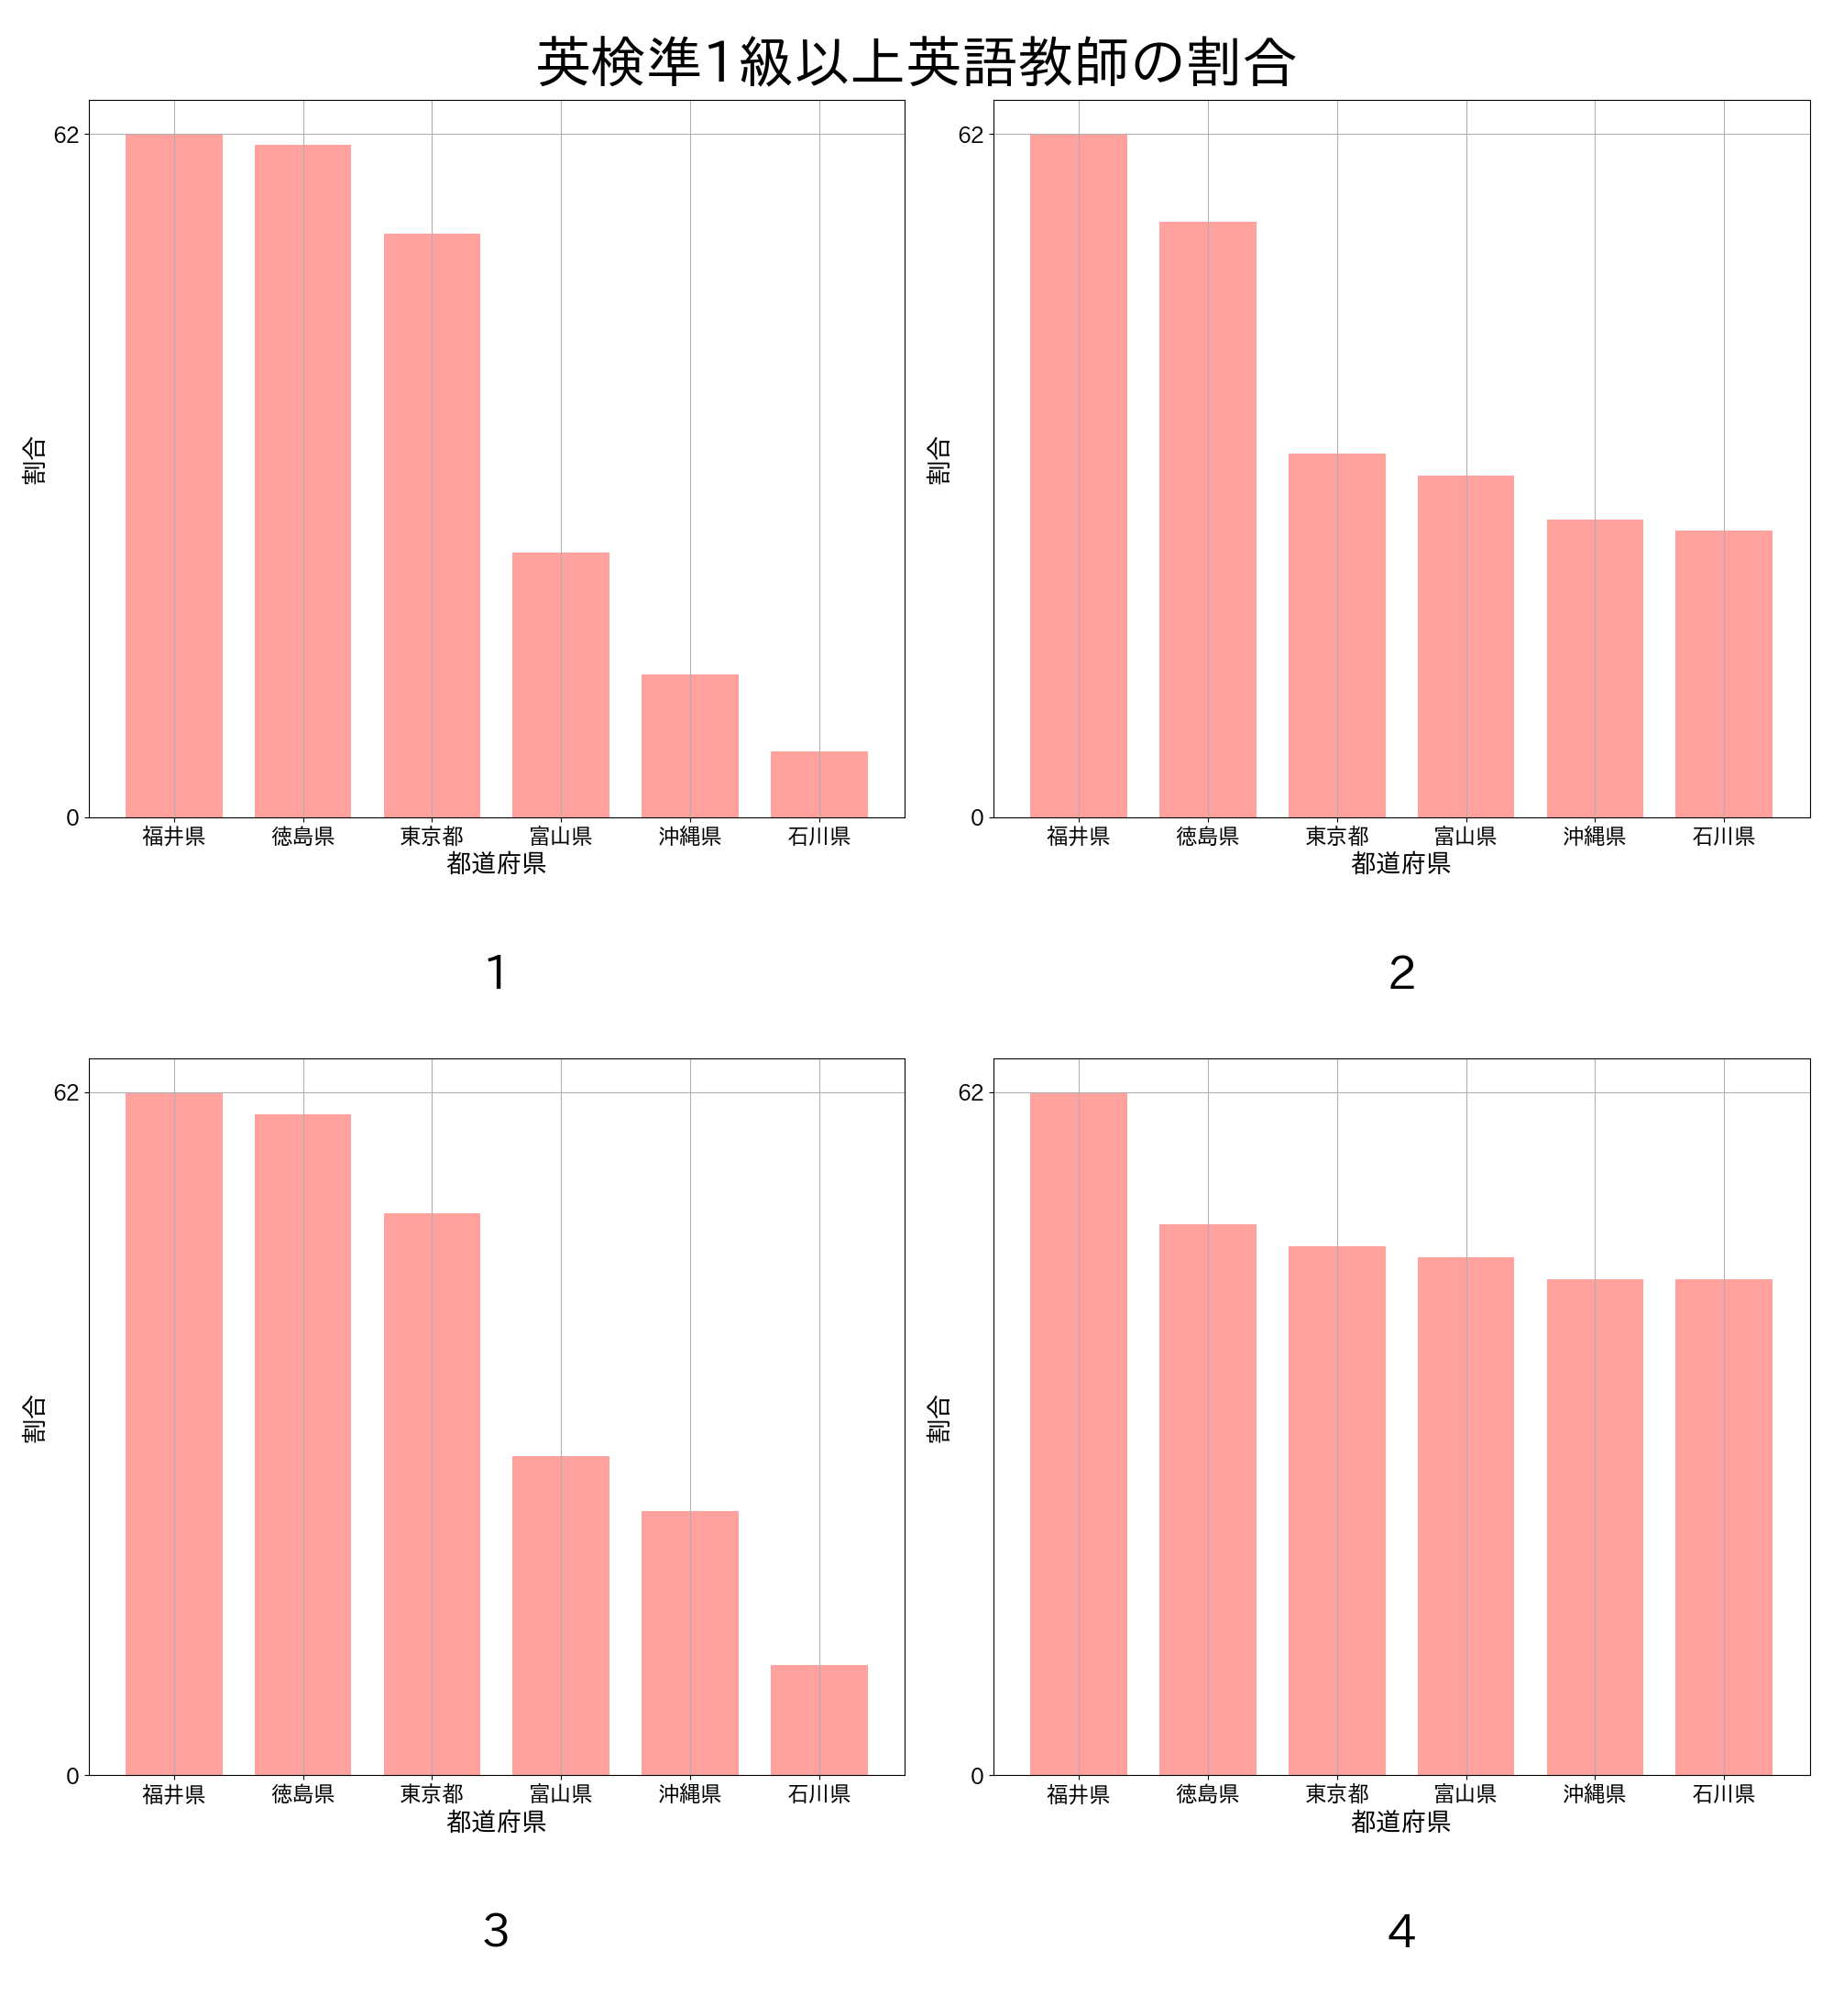 英検準1級以上英語教師の割合
62
0
割合
福井県 徳島県 東京都 富山県 沖縄県 石川県
都道府県
1
62
0
割合
福井県 徳島県 東京都 富山県 沖縄県 石川県
都道府県
2
62
0
割合
福井県 徳島県 東京都 富山県 沖縄県 石川県
都道府県
3
62
0
割合
福井県 徳島県 東京都 富山県 沖縄県 石川県
都道府県
4